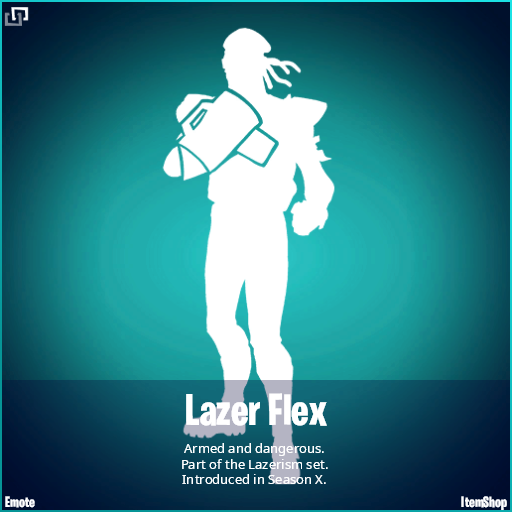 Lazer Flex
Armed and dangerous.
Part of the Lazerism set.
Introduced in Season X.
Emote
ItemShop